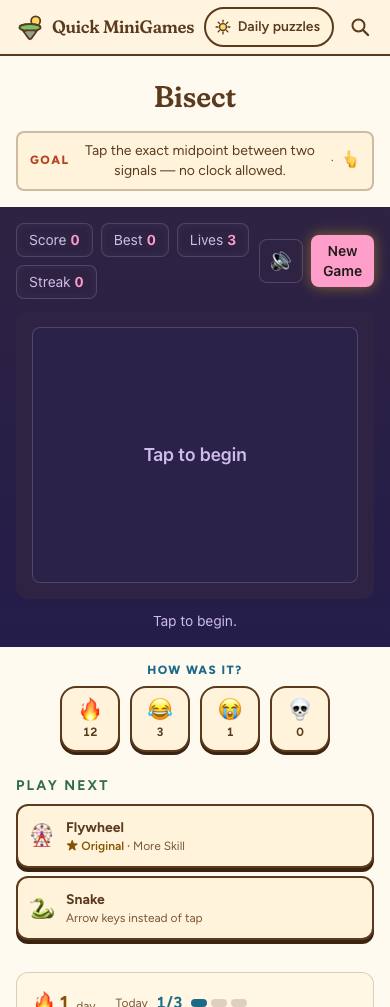 Quick MiniGames
Daily puzzles
Bisect
GOAL
Tap the exact midpoint between two
signals — no clock allowed.
·
Score 0
Best 0
Lives 3
Streak 0
New
Game
Tap to begin
Tap to begin.
HOW WAS IT?
12
3
1
0
PLAY NEXT
Flywheel
★ Original · More Skill
Snake
Arrow keys instead of tap
1 day
Today 1/3